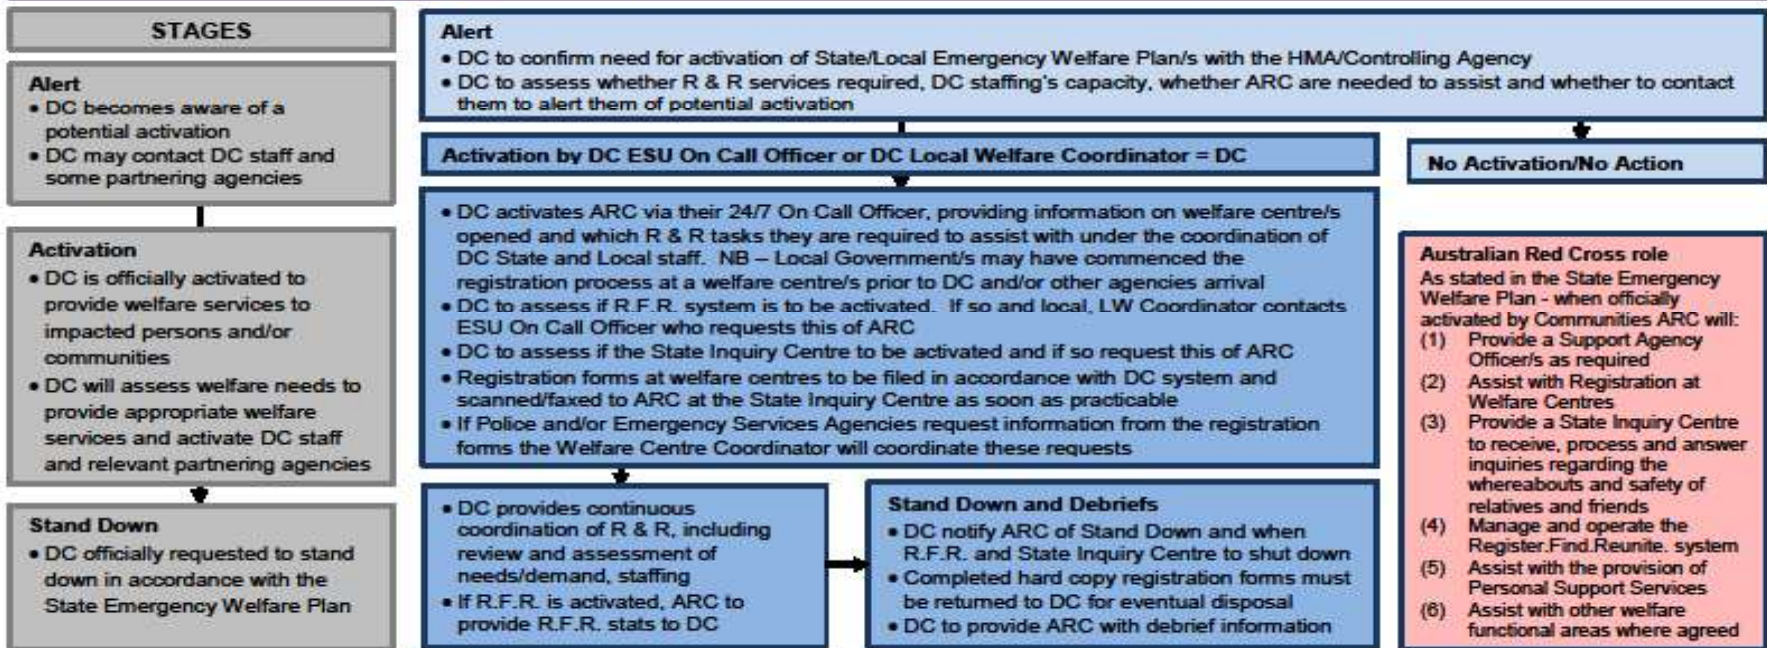 STAGES
Alert
• DC becomes aware of a
potential activation
• DC may contact DC staff and
some partnering agencies
Activation
• DC is officially activated to
provide welfare services to
impacted persons and/or
communities
• DC will assess welfare needs to
provide appropriate welfare
services and activate DC staff
and relevant partnering agencies
Stand Down
• DC officially requested to stand
down in accordance with the
State Emergency Welfare Plan
Alert
• DC to confirm need for activation of State/Local Emergency Welfare Plan/s with the HMA/Controlling Agency
• DC to assess whether R & R services required, DC staffing's capacity, whether ARC are needed to assist and whether to contact
them to alert them of potential activation
Activation by DC ESU On Call Officer or DC Local Welfare Coordinator = DC
No Activation/No Action
• DC activates ARC via their 24/7 On Call Officer, providing information on welfare centre/s
opened and which R & R tasks they are required to assist with under the coordination of
DC State and Local staff. NB – Local Government/s may have commenced the
registration process at a welfare centre/s prior to DC and/or other agencies arrival
• DC to assess if R.F.R. system is to be activated. If so and local, LW Coordinator contacts
ESU On Call Officer who requests this of ARC
• DC to assess if the State Inquiry Centre to be activated and if so request this of ARC
• Registration forms at welfare centres to be filed in accordance with DC system and
scanned/faxed to ARC at the State Inquiry Centre as soon as practicable
• If Police and/or Emergency Services Agencies request information from the registration
forms the Welfare Centre Coordinator will coordinate these requests
• DC provides continuous
coordination of R & R, including
review and assessment of
needs/demand, staffing
• If R.F.R. is activated, ARC to
provide R.F.R. stats to DC
Stand Down and Debriefs
• DC notify ARC of Stand Down and when
R.F.R. and State Inquiry Centre to shut down
• Completed hard copy registration forms must
be returned to DC for eventual disposal
• DC to provide ARC with debrief information
Australian Red Cross role
As stated in the State Emergency
Welfare Plan - when officially
activated by Communities ARC will:
(1) Provide a Support Agency
Officer/s as required
(2) Assist with Registration at
Welfare Centres
(3) Provide a State Inquiry Centre
to receive, process and answer
inquiries regarding the
whereabouts and safety of
relatives and friends
(4) Manage and operate the
Register.Find.Reunite. system
(5) Assist with the provision of
Personal Support Services
(6) Assist with other welfare
functional areas where agreed